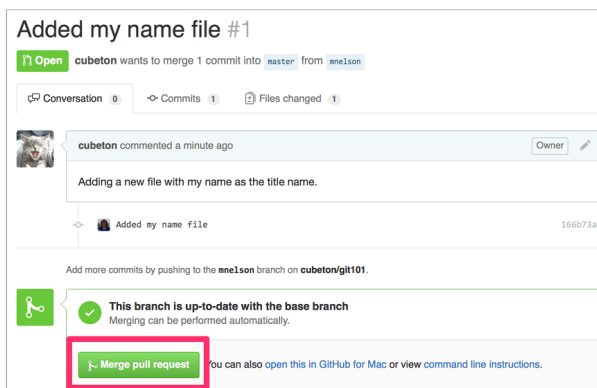 Added my name file #1
Open cubeton wants to merge 1 commit into master from mnelson
Conversation 0 Commits 1 Files changed 1
cubeton commented a minute ago Owner
Adding a new file with my name as the title name.
Added my name file 166b73a
Add more commits by pushing to the mnelson branch on cubeton/git101.
This branch is up-to-date with the base branch
Merging can be performed automatically.
Merge pull request You can also open this in GitHub for Mac or view command line instructions.